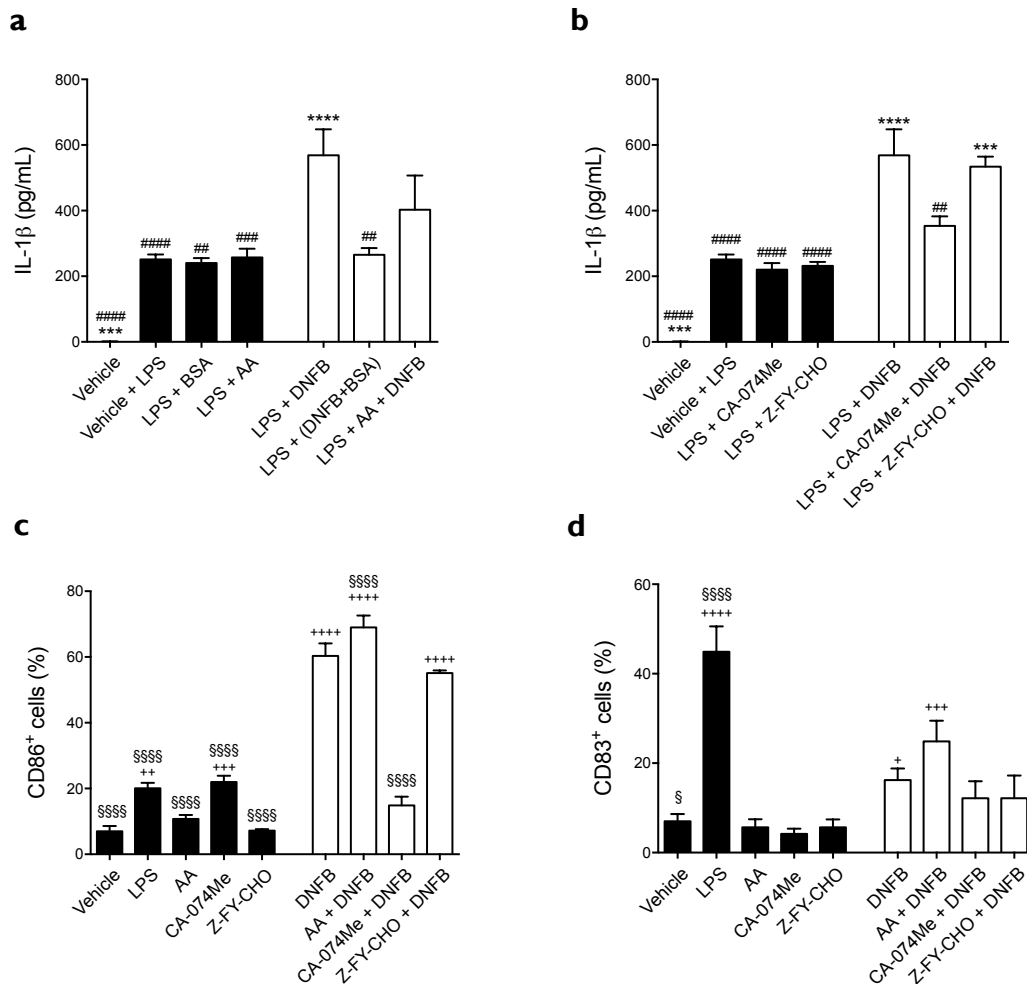 a
IL-1β (pg/mL)
800
600
400
200
0
####
***
####
##
###
****
##
Vehicle
Vehicle + LPS
LPS + BSA
LPS + AA
LPS + DNFB
LPS + (DNFB+BSA)
LPS + AA + DNFB
b
IL-1β (pg/mL)
800
600
400
200
0
####
***
####
####
####
****
##
***
Vehicle
Vehicle + LPS
LPS + CA-074Me
LPS + Z-FY-CHO
LPS + DNFB
LPS + CA-074Me + DNFB
LPS + Z-FY-CHO + DNFB
c
CD86⁺ cells (%)
80
60
40
20
0
§§§§
§§§§
++
§§§§
§§§§
+++
§§§§
++++
§§§§
++++
§§§§
++++
Vehicle
LPS
AA
CA-074Me
Z-FY-CHO
DNFB
AA + DNFB
CA-074Me + DNFB
Z-FY-CHO + DNFB
d
CD83⁺ cells (%)
60
40
20
0
§
§§§§
++++
+
+++
Vehicle
LPS
AA
CA-074Me
Z-FY-CHO
DNFB
AA + DNFB
CA-074Me + DNFB
Z-FY-CHO + DNFB